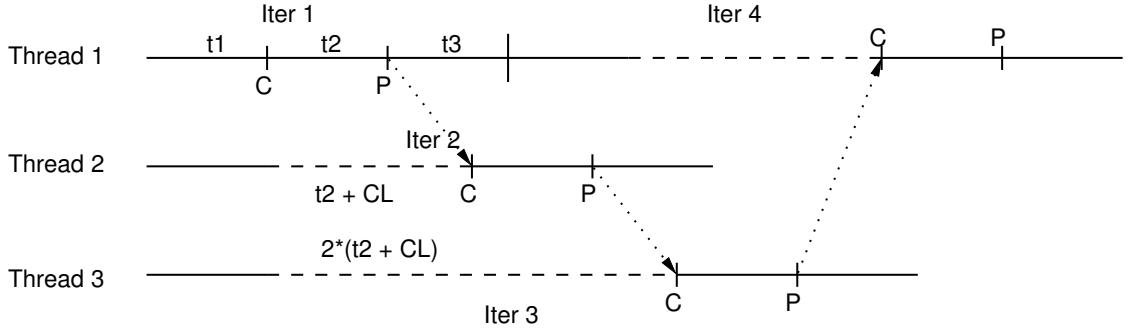 Iter 1
Iter 4
Thread 1
t1
t2
t3
C
P
C
P
Iter 2
Thread 2
t2 + CL
C
P
2*(t2 + CL)
Thread 3
C
P
Iter 3